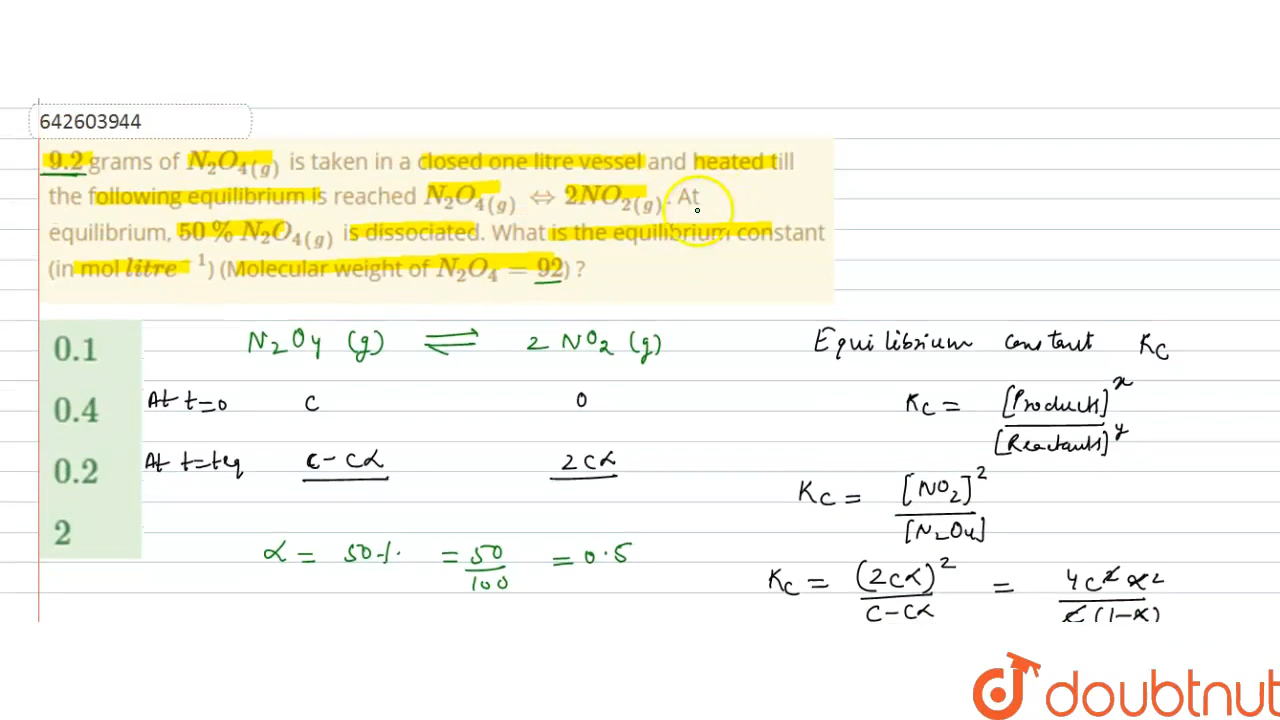 642603944
9.2 grams of N₂O₄(g) is taken in a closed one litre vessel and heated till
the following equilibrium is reached N₂O₄(g) ⇔ 2NO₂(g). At
equilibrium, 50 % N₂O₄(g) is dissociated. What is the equilibrium constant
(in mol litre⁻¹) (Molecular weight of N₂O₄ = 92) ?
0.1
0.4
0.2
2
N₂O₄ (g) ⇌ 2 NO₂ (g)
At t=0 C 0
At t=teq C-Cα 2Cα
α = 50%. = 50/100 = 0.5
Equilibrium constant Kc
Kc = [Products]ˣ / [Reactants]ʸ
Kc = [NO₂]² / [N₂O₄]
Kc = (2Cα)² / C-Cα = 4C²α² / C(1-α)
doubtnut